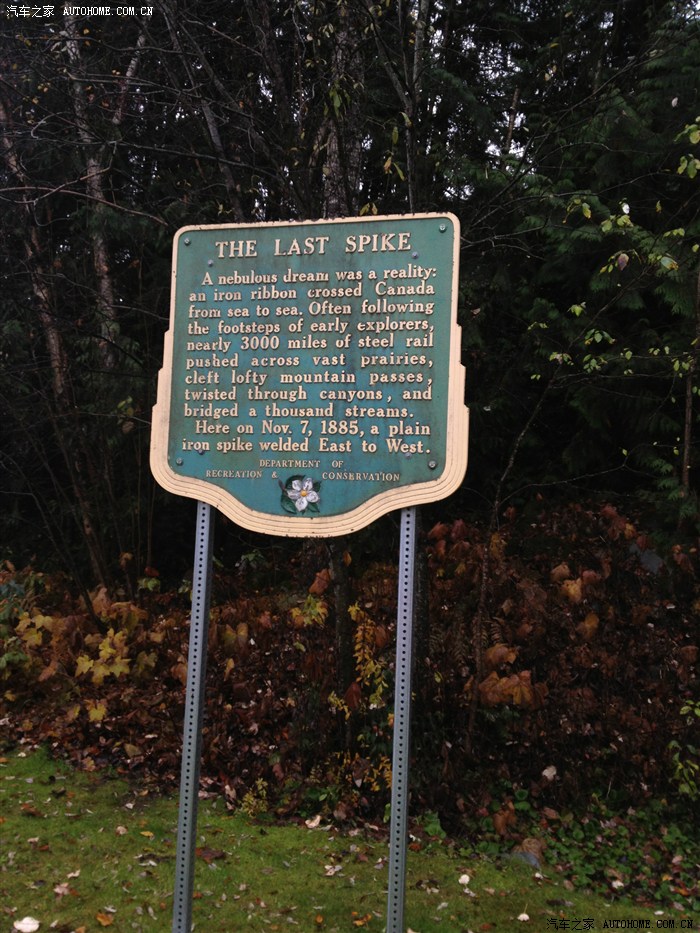 汽车之家 AUTOHOME.COM.CN
THE LAST SPIKE
A nebulous dream was a reality:
an iron ribbon crossed Canada
from sea to sea. Often following
the footsteps of early explorers,
nearly 3000 miles of steel rail
pushed across vast prairies,
cleft lofty mountain passes,
twisted through canyons, and
bridged a thousand streams.
Here on Nov. 7, 1885, a plain
iron spike welded East to West.
DEPARTMENT OF
RECREATION & CONSERVATION
汽车之家 AUTOHOME.COM.CN